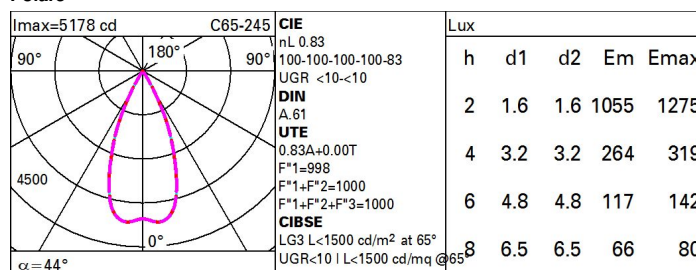 Imax=5178 cd C65-245
90° 180° 90°
4500
0°
α=44°
CIE
nL 0.83
100-100-100-100-83
UGR <10-<10
DIN
A.61
UTE
0.83A+0.00T
F"1=998
F"1+F"2=1000
F"1+F"2+F"3=1000
CIBSE
LG3 L<1500 cd/m² at 65°
UGR<10 | L<1500 cd/mq @65°
Lux
h d1 d2 Em Emax
2 1.6 1.6 1055 1275
4 3.2 3.2 264 319
6 4.8 4.8 117 142
8 6.5 6.5 66 80